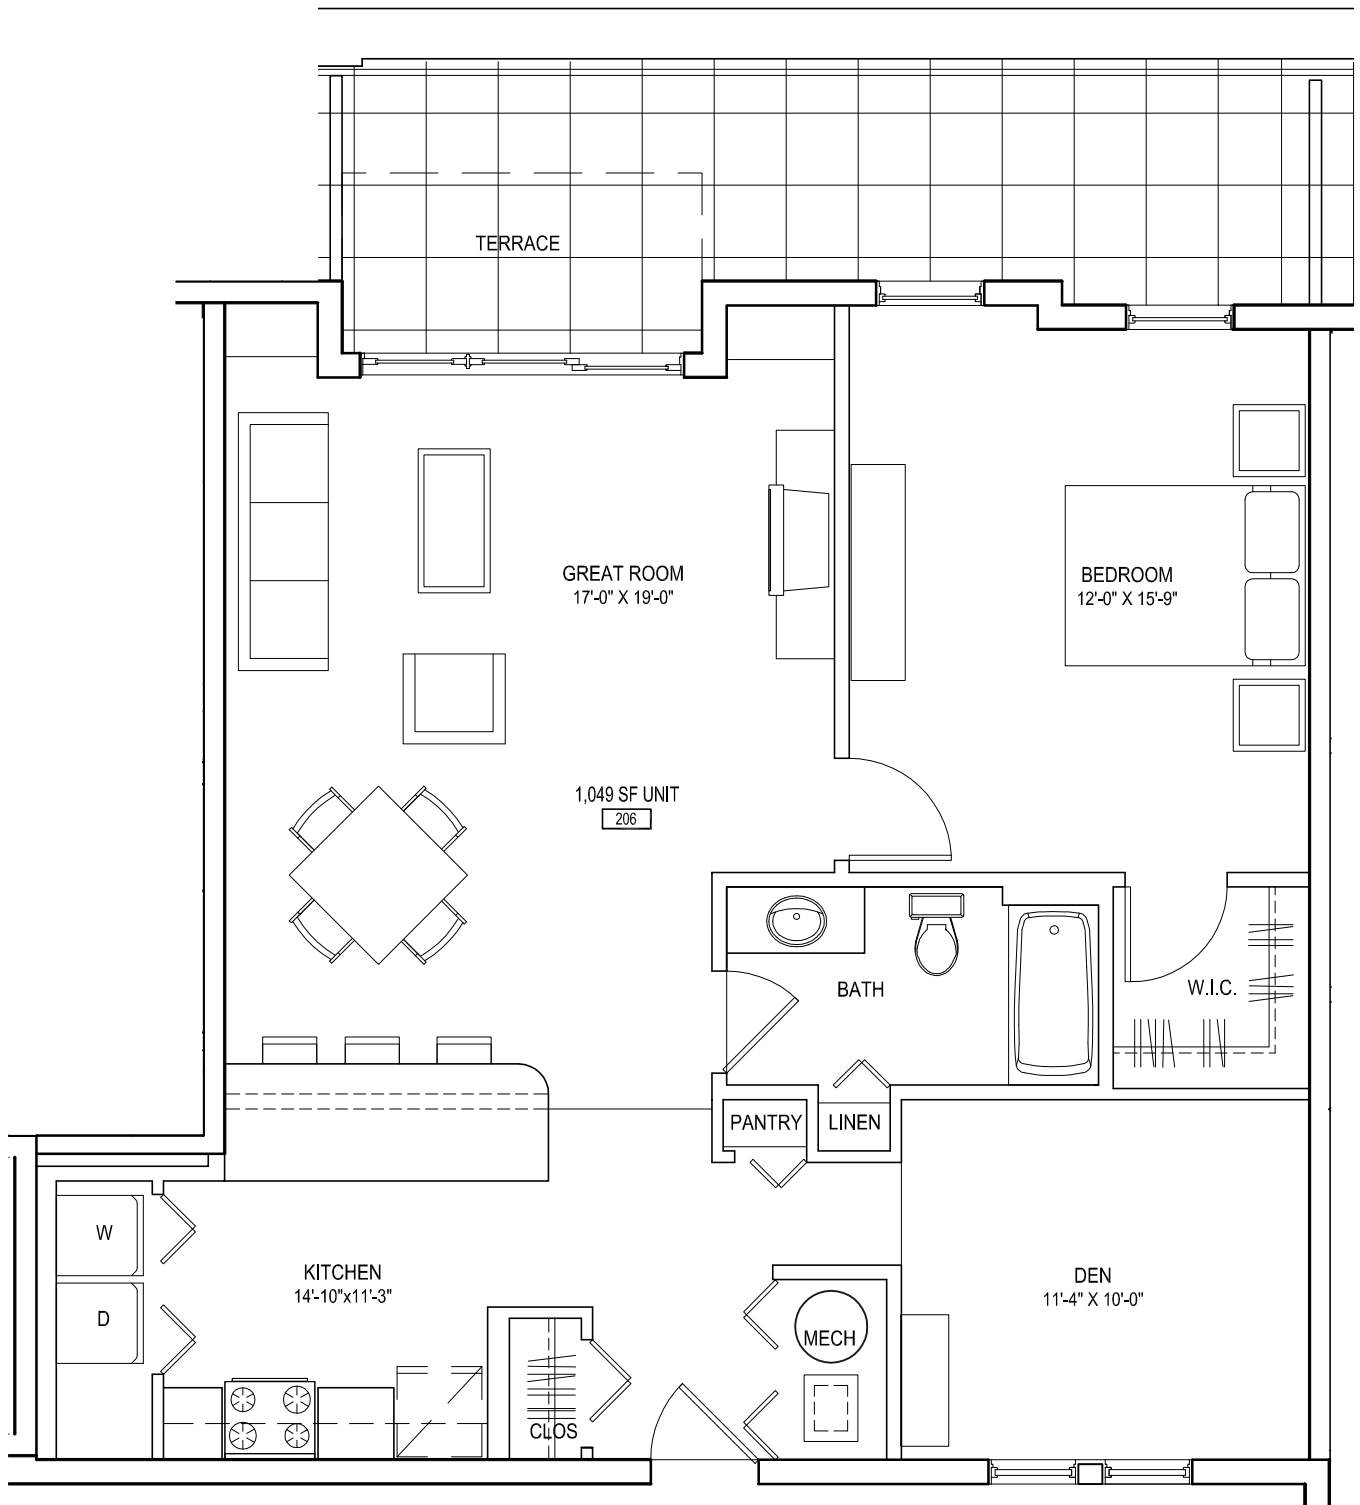 TERRACE
GREAT ROOM
17'-0" X 19'-0"
BEDROOM
12'-0" X 15'-9"
1,049 SF UNIT
206
BATH
W.I.C.
PANTRY
LINEN
W
D
KITCHEN
14'-10"x11'-3"
DEN
11'-4" X 10'-0"
MECH
CLOS